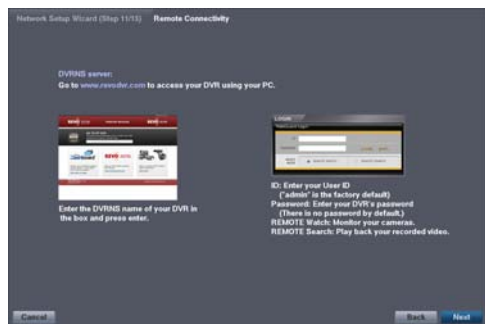 Network Setup Wizard (Step 11/13) Remote Connectivity
DVRNS server:
Go to www.revodvr.com to access your DVR using your PC.
LOGIN
Enter the DVRNS name of your DVR in
the box and press enter.
ID: Enter your User ID
("admin" is the factory default)
Password: Enter your DVR's password
(There is no password by default.)
REMOTE Watch: Monitor your cameras.
REMOTE Search: Play back your recorded video.
Cancel
Back
Next